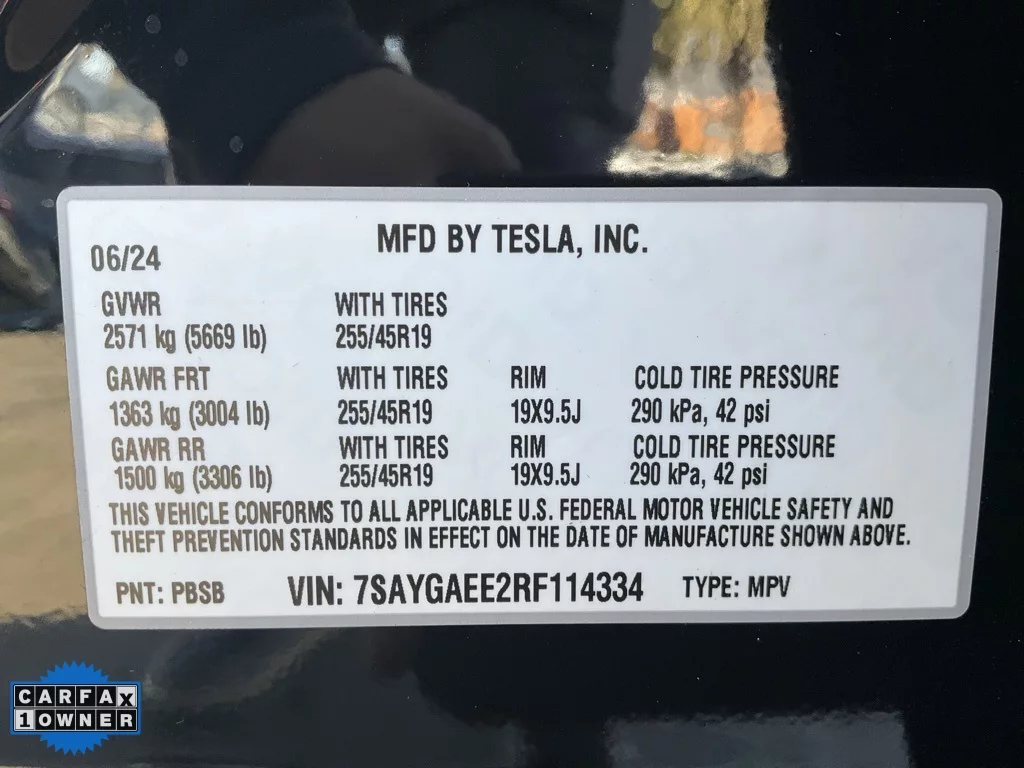 MFD BY TESLA, INC.
06/24
GVWR WITH TIRES
2571 kg (5669 lb) 255/45R19
GAWR FRT WITH TIRES RIM COLD TIRE PRESSURE
1363 kg (3004 lb) 255/45R19 19X9.5J 290 kPa, 42 psi
GAWR RR WITH TIRES RIM COLD TIRE PRESSURE
1500 kg (3306 lb) 255/45R19 19X9.5J 290 kPa, 42 psi
THIS VEHICLE CONFORMS TO ALL APPLICABLE U.S. FEDERAL MOTOR VEHICLE SAFETY AND
THEFT PREVENTION STANDARDS IN EFFECT ON THE DATE OF MANUFACTURE SHOWN ABOVE.
PNT: PBSB VIN: 7SAYGAEE2RF114334 TYPE: MPV
CARFAX
1 OWNER